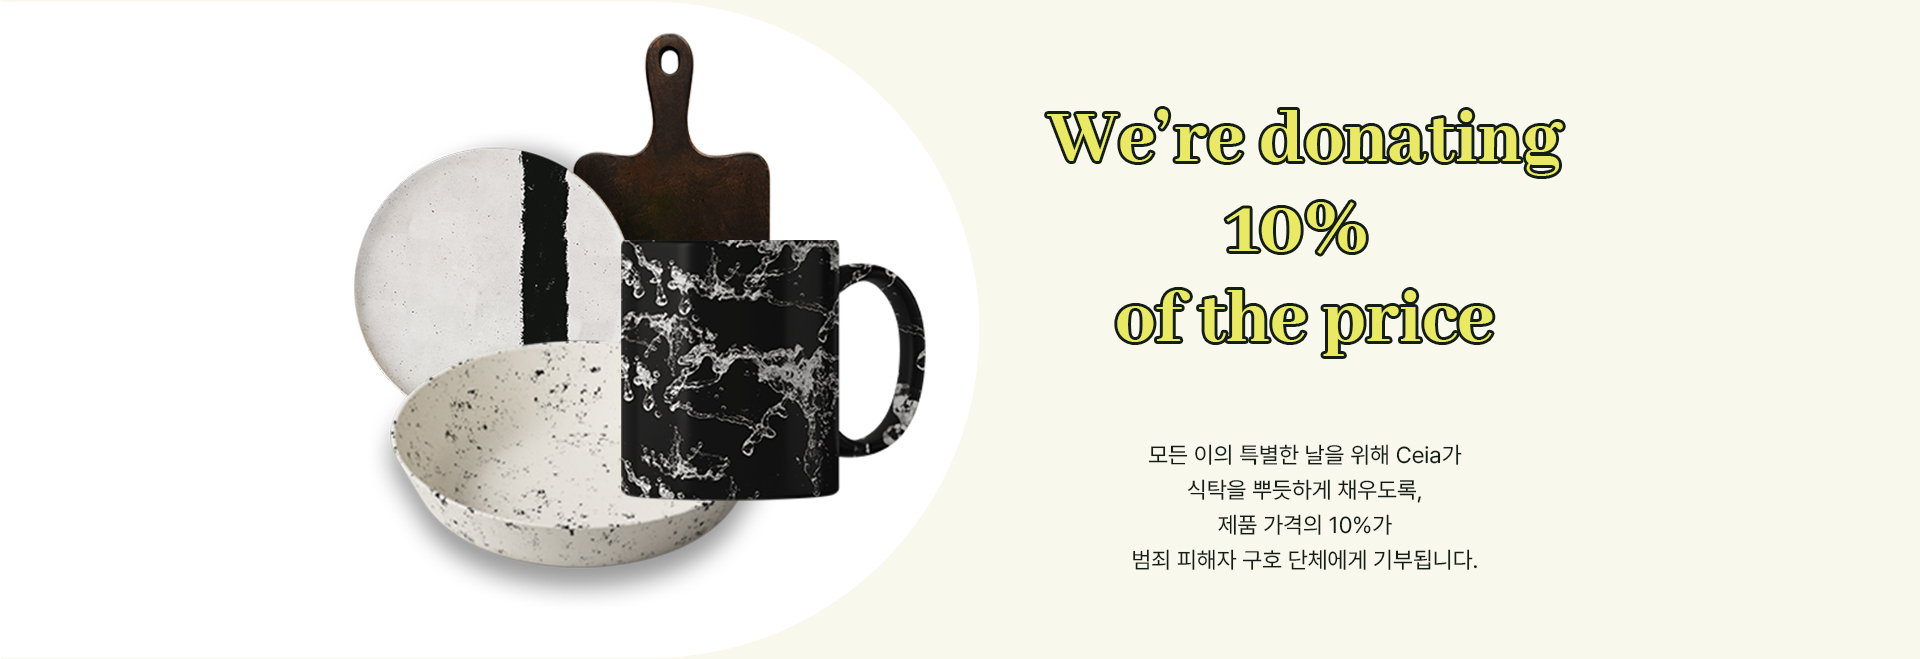 We're donating
10%
of the price
모든 이의 특별한 날을 위해 Ceia가
식탁을 뿌듯하게 채우도록,
제품 가격의 10%가
범죄 피해자 구호 단체에게 기부됩니다.